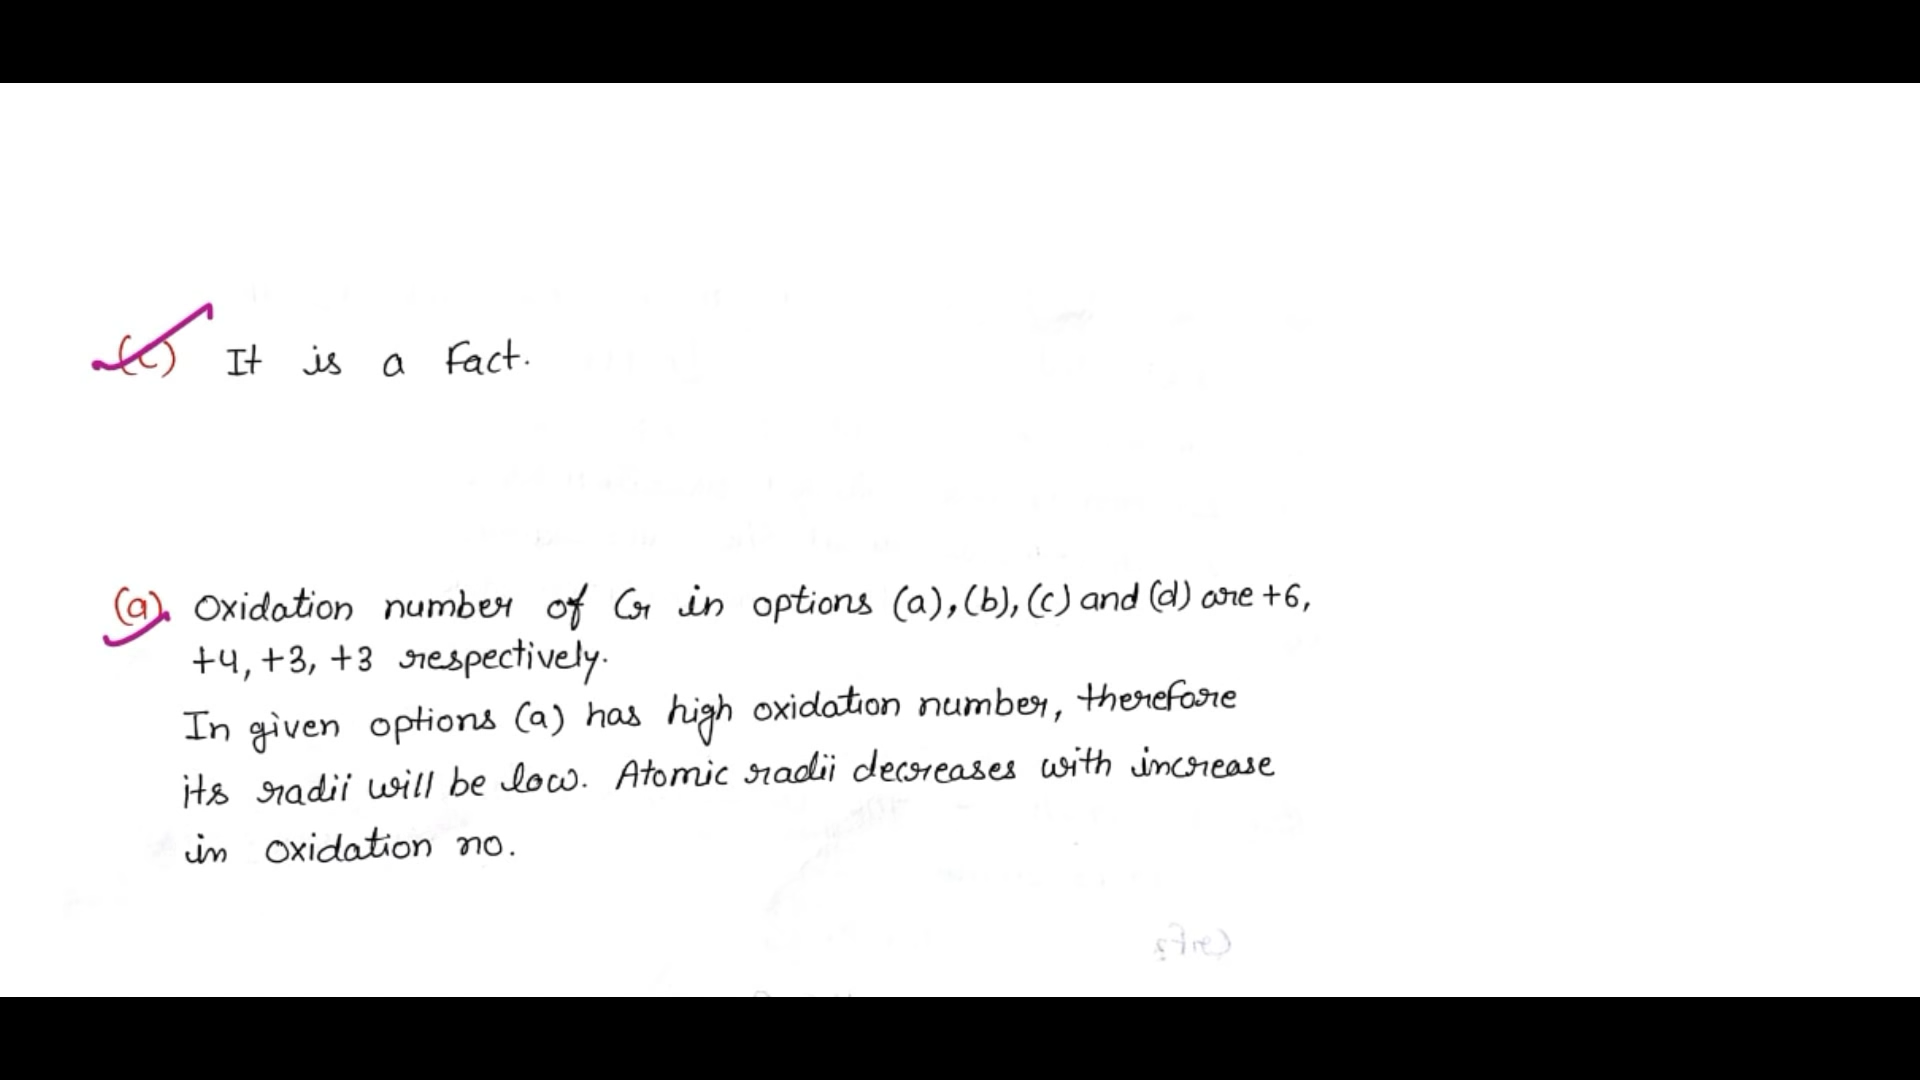 (c) It is a Fact.
(a) Oxidation number of Cr in options (a), (b), (c) and (d) are +6,
+4, +3, +3 respectively.
In given options (a) has high oxidation number, therefore
its radii will be low. Atomic radii decreases with increase
in oxidation no.